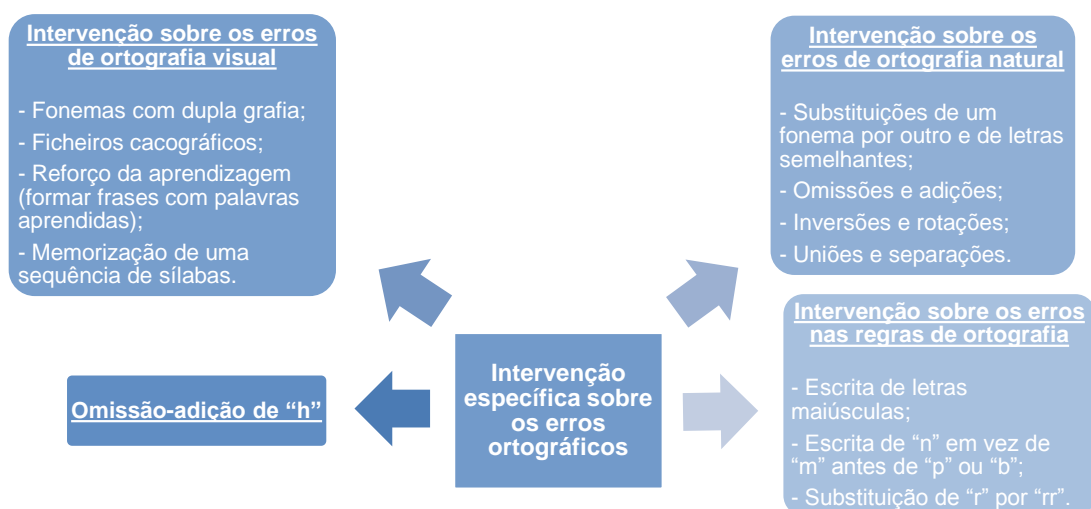 Intervenção sobre os erros
de ortografia visual
- Fonemas com dupla grafia;
- Ficheiros cacográficos;
- Reforço da aprendizagem
(formar frases com palavras
aprendidas);
- Memorização de uma
sequência de sílabas.
Intervenção sobre os
erros de ortografia natural
- Substituições de um
fonema por outro e de letras
semelhantes;
- Omissões e adições;
- Inversões e rotações;
- Uniões e separações.
Omissão-adição de “h”
Intervenção
específica sobre
os erros
ortográficos
Intervenção sobre os erros
nas regras de ortografia
- Escrita de letras
maiúsculas;
- Escrita de “n” em vez de
“m” antes de “p” ou “b”;
- Substituição de “r” por “rr”.